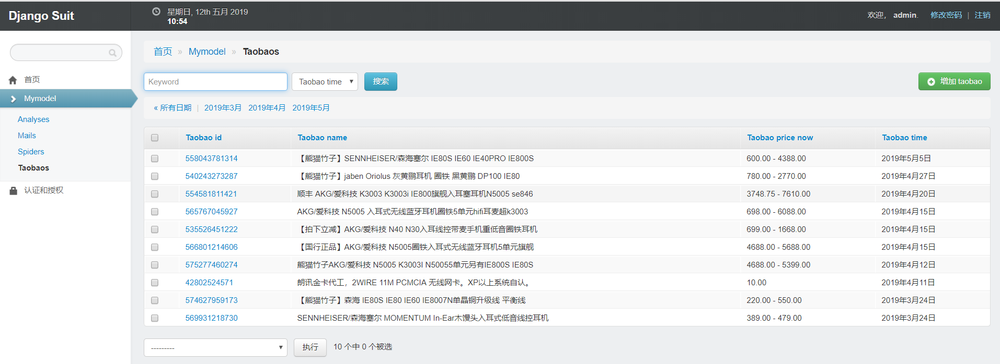 Django Suit
星期日, 12th 五月 2019
10:54
欢迎, admin. 修改密码 | 注销
首页
Mymodel
Analyses
Mails
Spiders
Taobaos
认证和授权
首页 » Mymodel » Taobaos
Keyword Taobao time 搜索 增加 taobao
« 所有日期 | 2019年3月 2019年4月 2019年5月
Taobao id Taobao name Taobao price now Taobao time
558043781314 【熊猫竹子】SENNHEISER/森海塞尔 IE80S IE60 IE40PRO IE800S 600.00 - 4388.00 2019年5月5日
540243273287 【熊猫竹子】jaben Oriolus 灰黄鹂耳机 圈铁 黑黄鹂 DP100 IE80 780.00 - 2770.00 2019年4月27日
554581811421 顺丰 AKG/爱科技 K3003 K3003i IE800旗舰入耳塞耳机N5005 se846 3748.75 - 7610.00 2019年4月20日
565767045927 AKG/爱科技 N5005 入耳式无线蓝牙耳机圈铁5单元hifi耳麦超k3003 698.00 - 6088.00 2019年4月15日
535526451222 【拍下立减】AKG/爱科技 N40 N30入耳线控带麦手机重低音圈铁耳机 699.00 - 1668.00 2019年4月15日
566801214606 【国行正品】AKG/爱科技 N5005圈铁入耳式无线蓝牙耳机5单元旗舰 4688.00 - 5688.00 2019年4月15日
575277460274 熊猫竹子AKG/爱科技 N5005 K3003I N50055单元另有IE800S IE80S 4688.00 - 5399.00 2019年4月12日
42802524571 朗讯金卡代工，2WIRE 11M PCMCIA 无线网卡。XP以上系统自认。 10.00 2019年4月11日
574627959173 【熊猫竹子】森海 IE80S IE80 IE60 IE8007N单晶铜升级线 平衡线 220.00 - 550.00 2019年3月24日
569931218730 SENNHEISER/森海塞尔 MOMENTUM In-Ear木馒头入耳式低音线控耳机 389.00 - 479.00 2019年3月24日
--------- 执行 10 个中 0 个被选